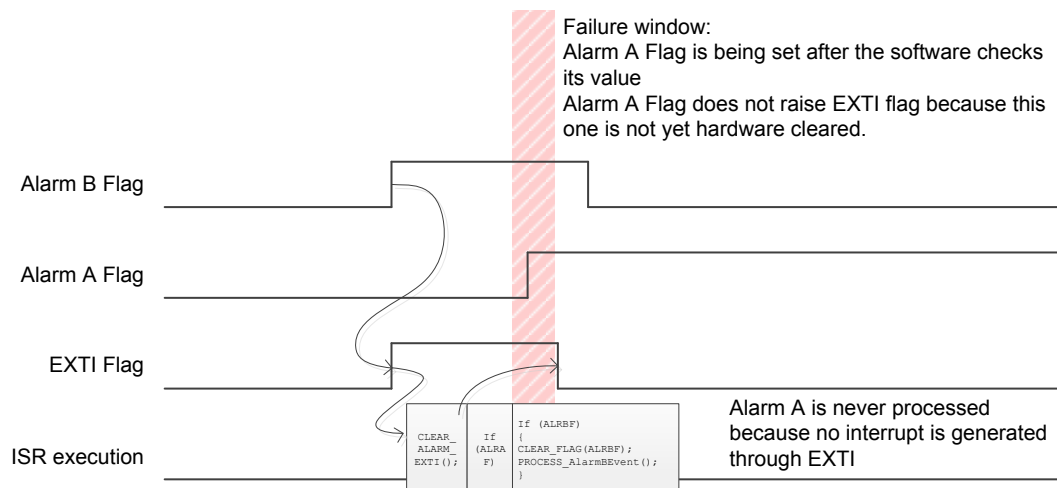 Failure window:
Alarm A Flag is being set after the software checks
its value
Alarm A Flag does not raise EXTI flag because this
one is not yet hardware cleared.
Alarm B Flag
Alarm A Flag
EXTI Flag
ISR execution
CLEAR_
ALARM_
EXTI();
If
(ALRA
F)
If (ALRBF)
{
CLEAR_FLAG(ALRBF);
PROCESS_AlarmBEvent();
}
Alarm A is never processed
because no interrupt is generated
through EXTI